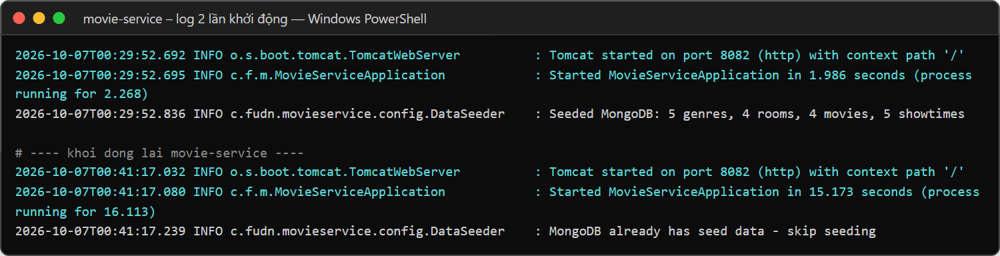 movie-service – log 2 lần khởi động — Windows PowerShell
2026-10-07T00:29:52.692 INFO o.s.boot.tomcat.TomcatWebServer : Tomcat started on port 8082 (http) with context path '/'
2026-10-07T00:29:52.695 INFO c.f.m.MovieServiceApplication : Started MovieServiceApplication in 1.986 seconds (process
running for 2.268)
2026-10-07T00:29:52.836 INFO c.fudn.movieservice.config.DataSeeder : Seeded MongoDB: 5 genres, 4 rooms, 4 movies, 5 showtimes
# ---- khoi dong lai movie-service ----
2026-10-07T00:41:17.032 INFO o.s.boot.tomcat.TomcatWebServer : Tomcat started on port 8082 (http) with context path '/'
2026-10-07T00:41:17.080 INFO c.f.m.MovieServiceApplication : Started MovieServiceApplication in 15.173 seconds (process
running for 16.113)
2026-10-07T00:41:17.239 INFO c.fudn.movieservice.config.DataSeeder : MongoDB already has seed data - skip seeding